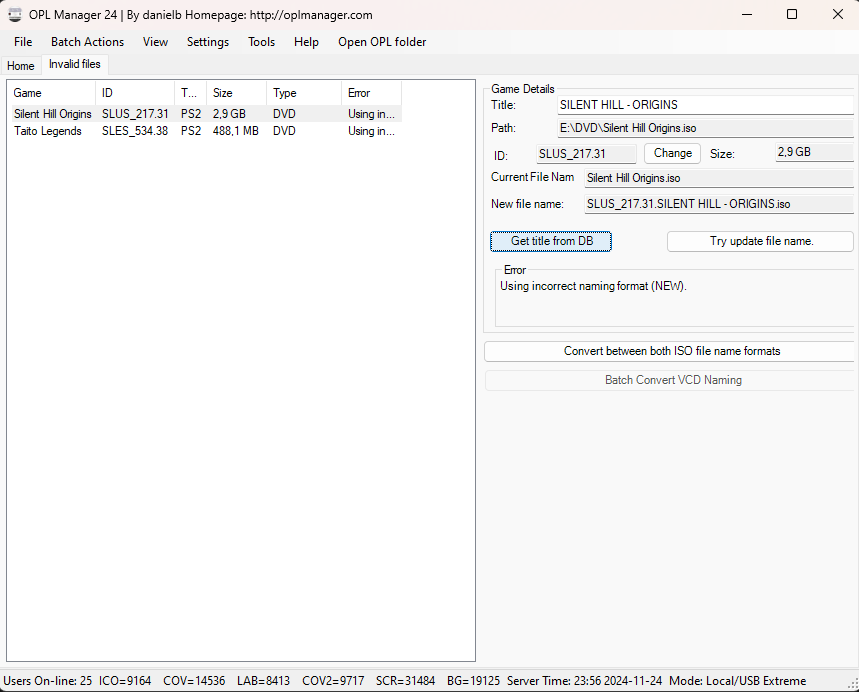 OPL Manager 24 | By danielb Homepage: http://oplmanager.com
File Batch Actions View Settings Tools Help Open OPL folder
Home Invalid files
Game ID T... Size Type Error
Silent Hill Origins SLUS_217.31 PS2 2,9 GB DVD Using in...
Taito Legends SLES_534.38 PS2 488,1 MB DVD Using in...
Game Details
Title: SILENT HILL - ORIGINS
Path: E:\DVD\Silent Hill Origins.iso
ID: SLUS_217.31 Change Size: 2,9 GB
Current File Nam Silent Hill Origins.iso
New file name: SLUS_217.31.SILENT HILL - ORIGINS.iso
Get title from DB Try update file name.
Error
Using incorrect naming format (NEW).
Convert between both ISO file name formats
Batch Convert VCD Naming
Users On-line: 25 ICO=9164 COV=14536 LAB=8413 COV2=9717 SCR=31484 BG=19125 Server Time: 23:56 2024-11-24 Mode: Local/USB Extreme